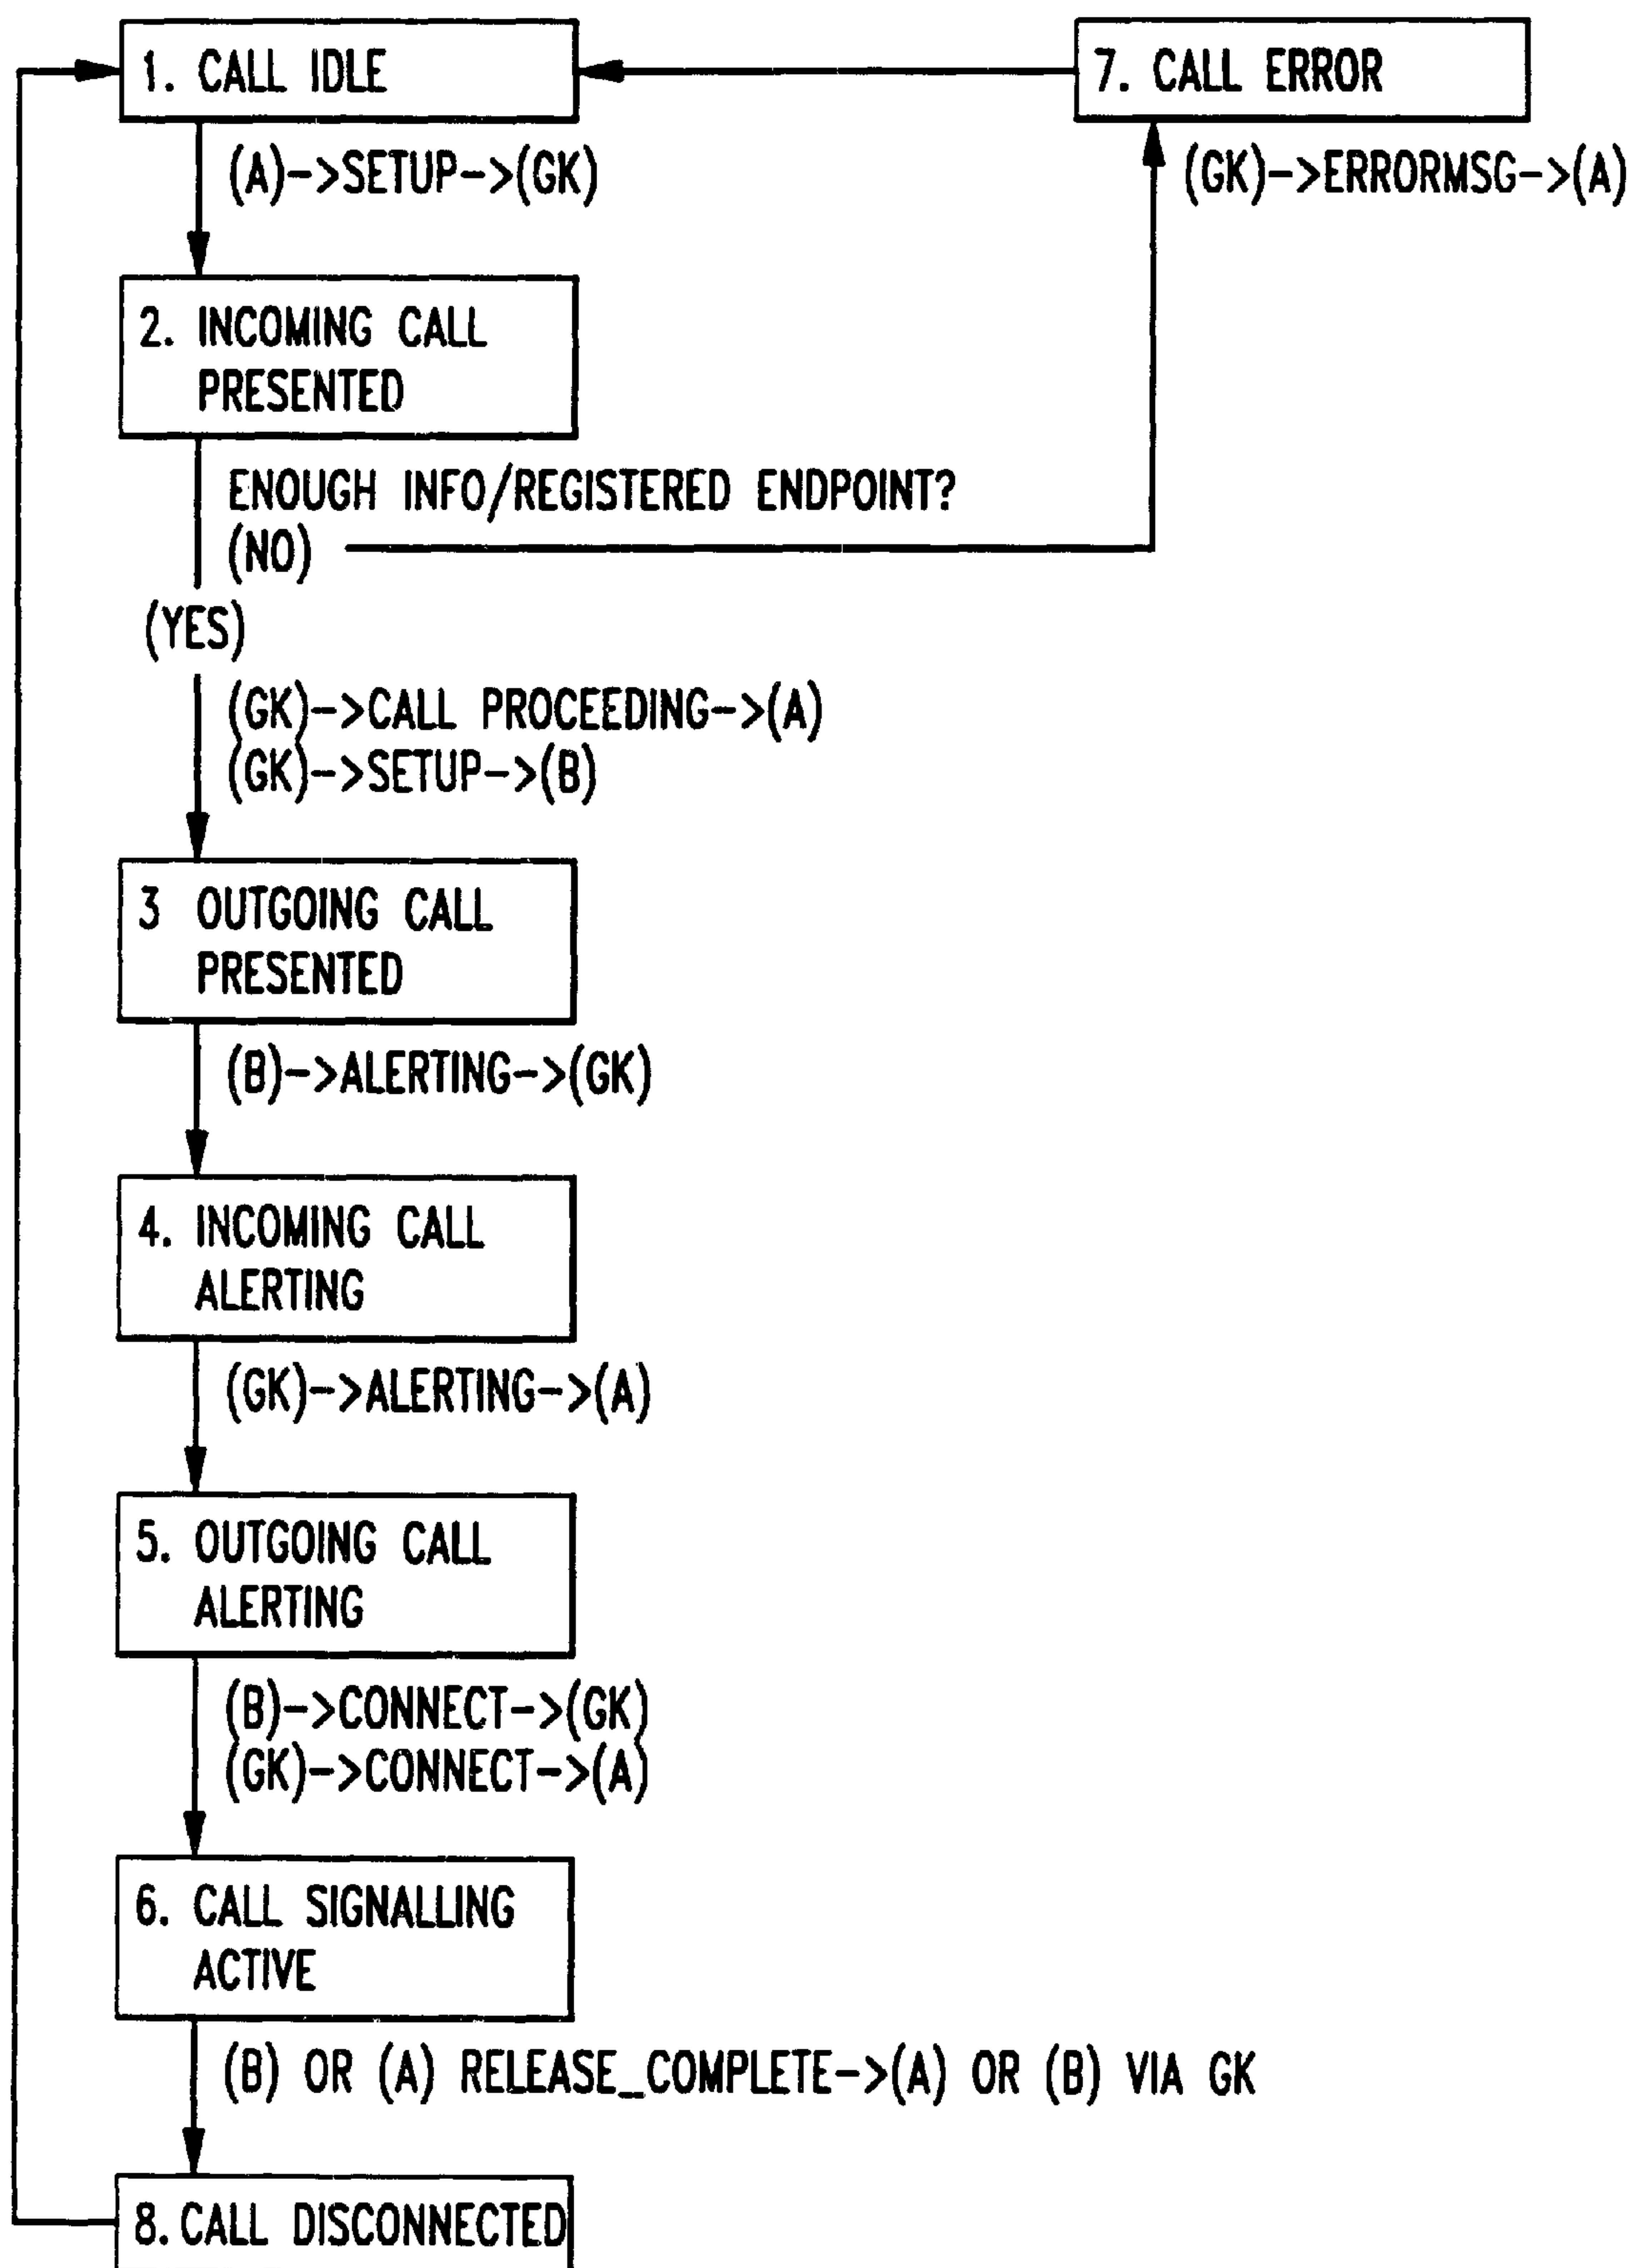 1. CALL IDLE
7. CALL ERROR
(A)->SETUP->(GK)
(GK)->ERRORMSG->(A)
2. INCOMING CALL
PRESENTED
ENOUGH INFO/REGISTERED ENDPOINT?
(NO)
(YES)
(GK)->CALL PROCEEDING->(A)
(GK)->SETUP->(B)
3 OUTGOING CALL
PRESENTED
(B)->ALERTING->(GK)
4. INCOMING CALL
ALERTING
(GK)->ALERTING->(A)
5. OUTGOING CALL
ALERTING
(B)->CONNECT->(GK)
(GK)->CONNECT->(A)
6. CALL SIGNALLING
ACTIVE
(B) OR (A) RELEASE_COMPLETE->(A) OR (B) VIA GK
8. CALL DISCONNECTED